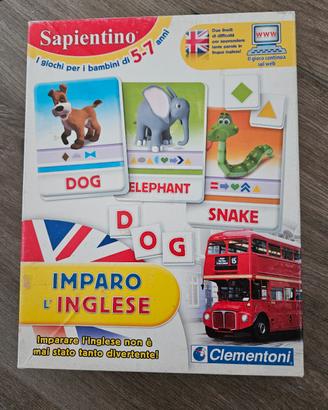 Sapientino
I giochi per i bambini di 5-7 anni
Due livelli
di difficoltà
per apprendere
tante parole in
lingua inglese!
www
Il gioco continua
sul web
DOG
ELEPHANT
SNAKE
D
O
G
IMPARO
L'INGLESE
15
Imparare l'inglese non è
mai stato tanto divertente!
Clementoni